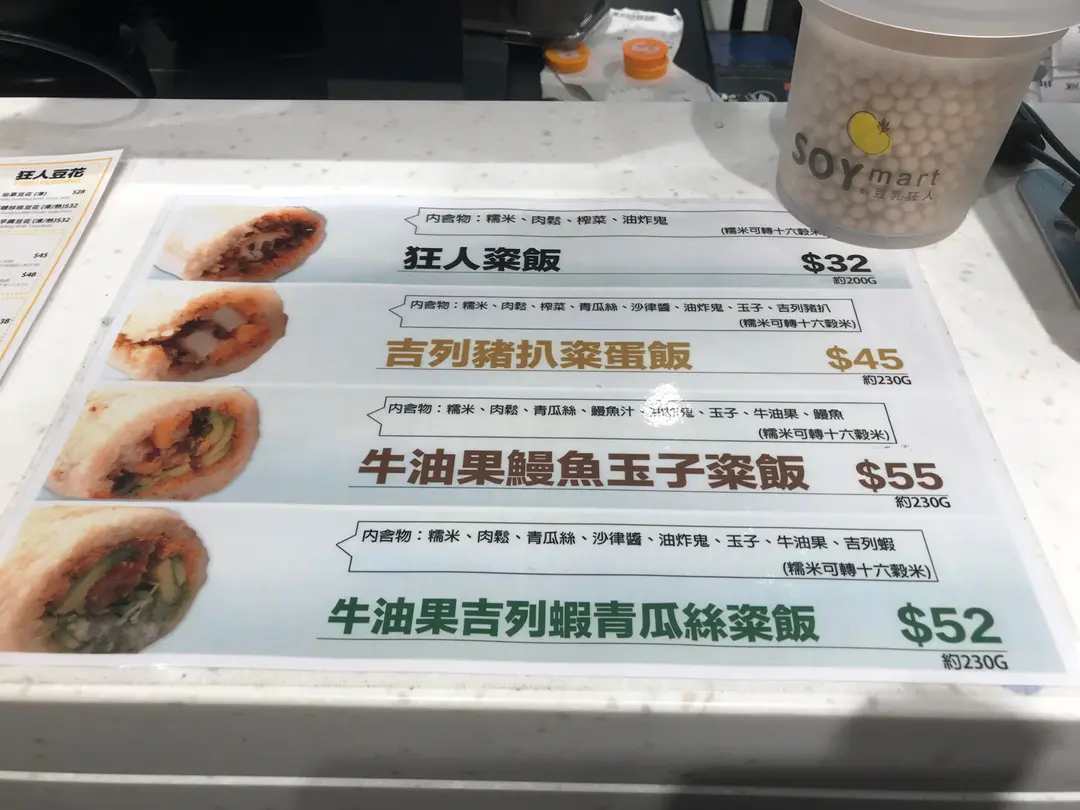 狂人豆花
$28
$32
$32
$45
$48
SOY mart
by 豆乳狂人
內含物：糯米、肉鬆、榨菜、油炸鬼
(糯米可轉十六穀米)
狂人粢飯 $32
約200G
內含物：糯米、肉鬆、榨菜、青瓜絲、沙律醬、油炸鬼、玉子、吉列豬扒
(糯米可轉十六穀米)
吉列豬扒粢蛋飯 $45
約230G
內含物：糯米、肉鬆、青瓜絲、鰻魚汁、油炸鬼、玉子、牛油果、鰻魚
(糯米可轉十六穀米)
牛油果鰻魚玉子粢飯 $55
約230G
內含物：糯米、肉鬆、青瓜絲、沙律醬、油炸鬼、玉子、牛油果、吉列蝦
(糯米可轉十六穀米)
牛油果吉列蝦青瓜絲粢飯 $52
約230G